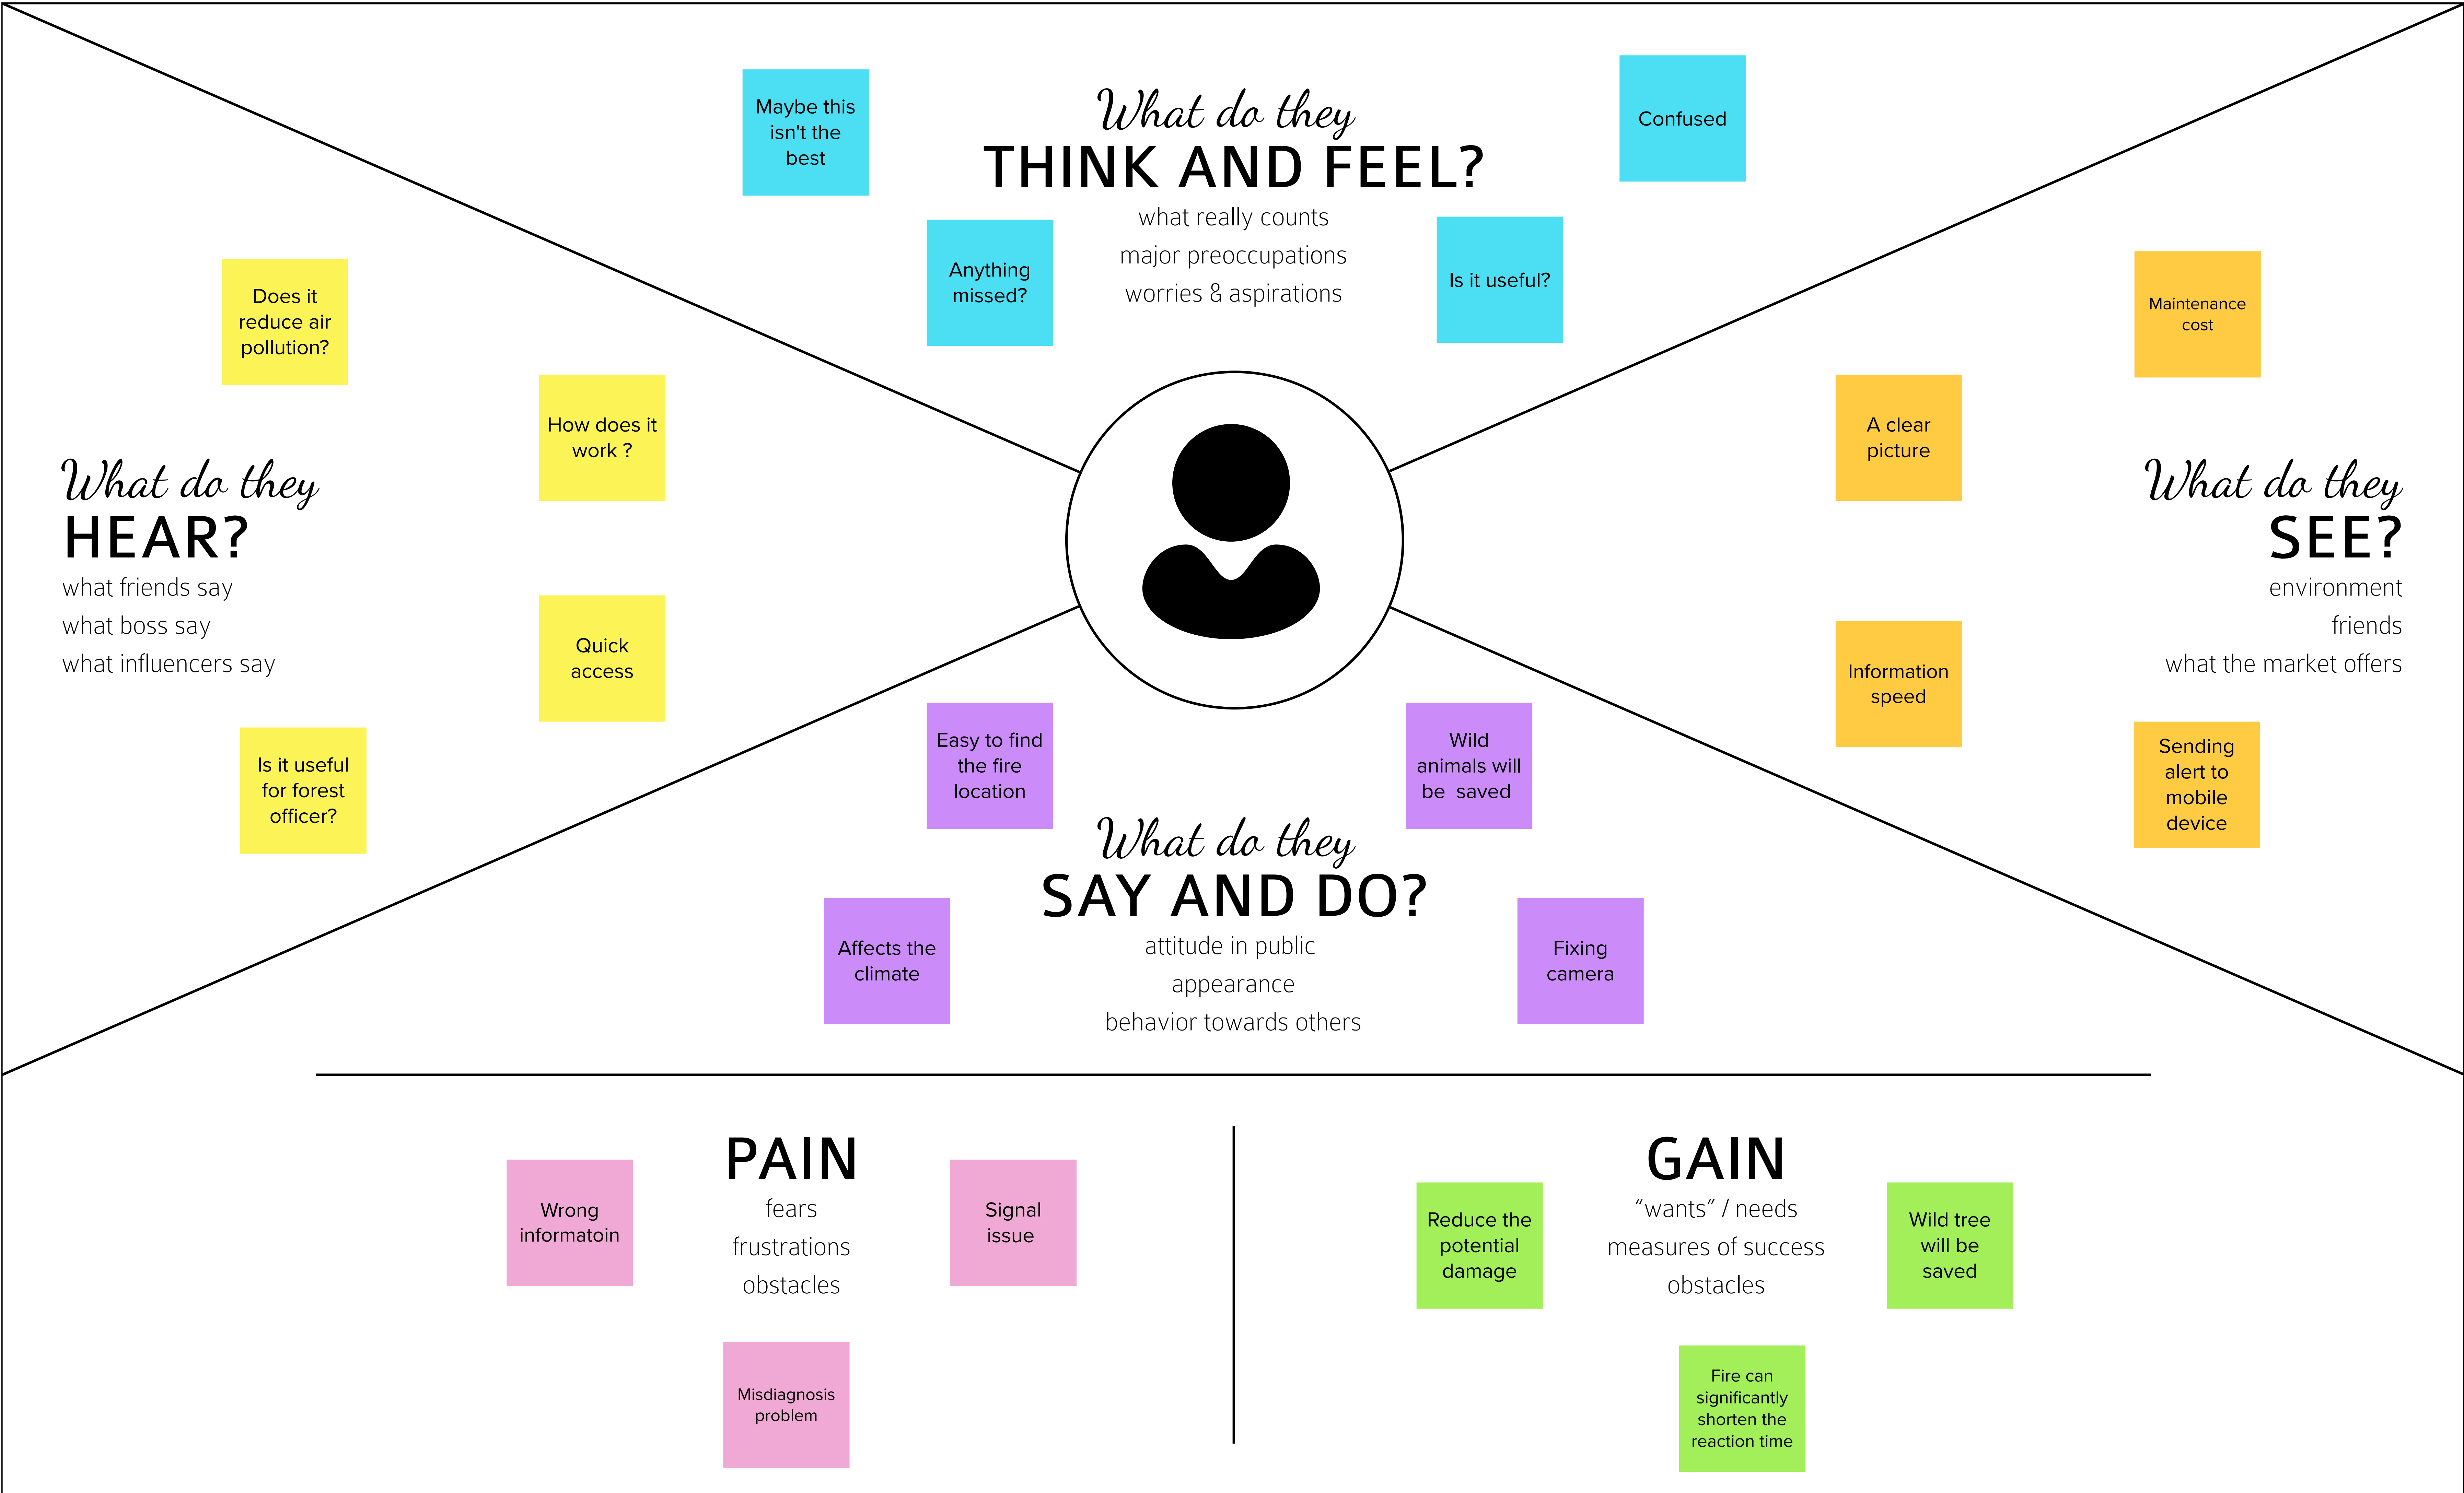 Maybe this
isn't the
best
What do they
THINK AND FEEL?
what really counts
major preoccupations
worries & aspirations
Confused
Anything
missed?
Is it useful?
Does it
reduce air
pollution?
How does it
work ?
What do they
HEAR?
what friends say
what boss say
what influencers say
Quick
access
Is it useful
for forest
officer?
Maintenance
cost
A clear
picture
What do they
SEE?
environment
friends
what the market offers
Information
speed
Sending
alert to
mobile
device
Easy to find
the fire
location
Wild
animals will
be  saved
What do they
SAY AND DO?
attitude in public
appearance
behavior towards others
Affects the
climate
Fixing
camera
PAIN
fears
frustrations
obstacles
Wrong
informatoin
Signal
issue
Misdiagnosis
problem
GAIN
“wants” / needs
measures of success
obstacles
Reduce the
potential
damage
Wild tree
will be
saved
Fire can
significantly
shorten the
reaction time